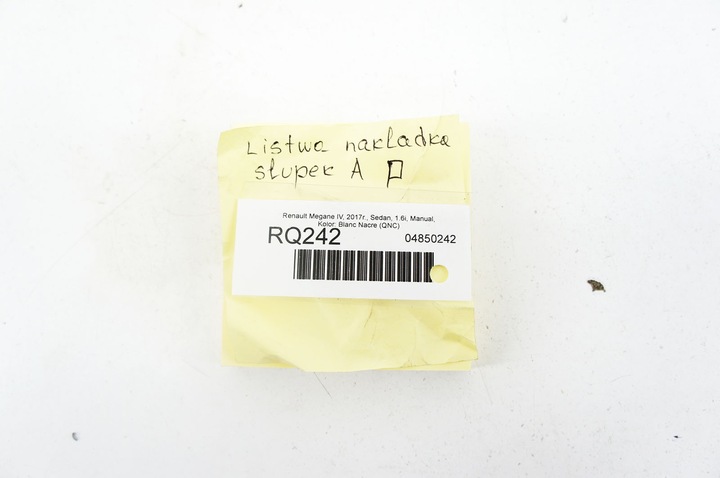 Listwa nakładka
słupek A P
Renault Megane IV, 2017r., Sedan, 1.6i, Manual,
Kolor: Blanc Nacre (QNC)
RQ242 04850242